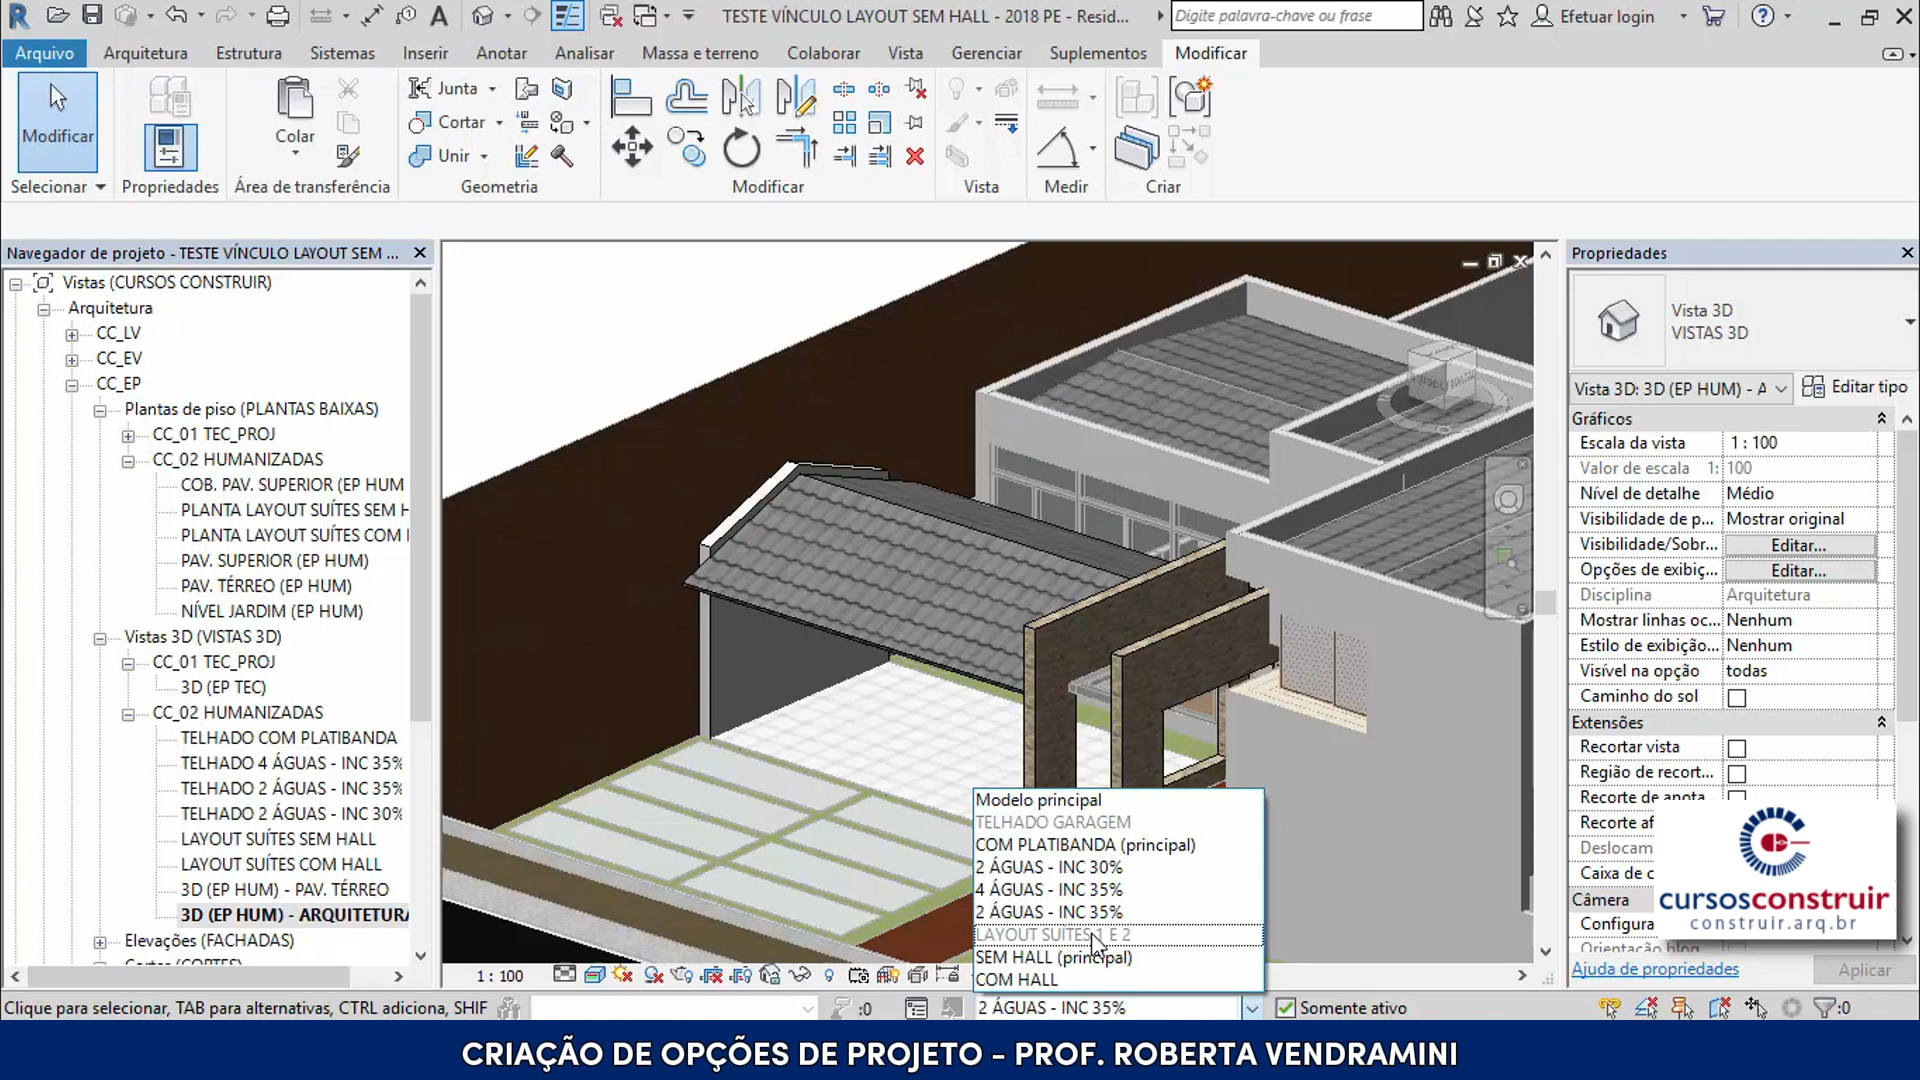 TESTE VÍNCULO LAYOUT SEM HALL - 2018 PE - Resid...
Digite palavra-chave ou frase
Efetuar login
Arquivo Arquitetura Estrutura Sistemas Inserir Anotar Analisar Massa e terreno Colaborar Vista Gerenciar Suplementos Modificar
Modificar
Colar
Junta
Cortar
Unir
Selecionar Propriedades Área de transferência Geometria Modificar Vista Medir Criar
Navegador de projeto - TESTE VÍNCULO LAYOUT SEM ...
Vistas (CURSOS CONSTRUIR)
Arquitetura
CC_LV
CC_EV
CC_EP
Plantas de piso (PLANTAS BAIXAS)
CC_01 TEC_PROJ
CC_02 HUMANIZADAS
COB. PAV. SUPERIOR (EP HUM
PLANTA LAYOUT SUÍTES SEM H
PLANTA LAYOUT SUÍTES COM
PAV. SUPERIOR (EP HUM)
PAV. TÉRREO (EP HUM)
NÍVEL JARDIM (EP HUM)
Vistas 3D (VISTAS 3D)
CC_01 TEC_PROJ
3D (EP TEC)
CC_02 HUMANIZADAS
TELHADO COM PLATIBANDA
TELHADO 4 ÁGUAS - INC 35%
TELHADO 2 ÁGUAS - INC 35%
TELHADO 2 ÁGUAS - INC 30%
LAYOUT SUÍTES SEM HALL
LAYOUT SUÍTES COM HALL
3D (EP HUM) - PAV. TÉRREO
3D (EP HUM) - ARQUITETURA
Elevações (FACHADAS)
Cortes (CORTES)
Modelo principal
TELHADO GARAGEM
COM PLATIBANDA (principal)
2 ÁGUAS - INC 30%
4 ÁGUAS - INC 35%
2 ÁGUAS - INC 35%
LAYOUT SUÍTES 1 E 2
SEM HALL (principal)
COM HALL
Propriedades
Vista 3D
VISTAS 3D
Vista 3D: 3D (EP HUM) - A
Editar tipo
Gráficos
Escala da vista 1 : 100
Valor de escala 1: 100
Nível de detalhe Médio
Visibilidade de p... Mostrar original
Visibilidade/Sobr... Editar...
Opções de exibiç... Editar...
Disciplina Arquitetura
Mostrar linhas oc... Nenhum
Estilo de exibição... Nenhum
Visível na opção todas
Caminho do sol
Extensões
Recortar vista
Região de recort...
Recorte de anota
Recorte af
Deslocam
Caixa de c
Câmera
Configura
Orientação bloq
cursosconstruir
construir.arq.br
Ajuda de propriedades
Aplicar
1 : 100
Clique para selecionar, TAB para alternativas, CTRL adiciona, SHIF
:0
2 ÁGUAS - INC 35%
Somente ativo
:0
CRIAÇÃO DE OPÇÕES DE PROJETO - PROF. ROBERTA VENDRAMINI